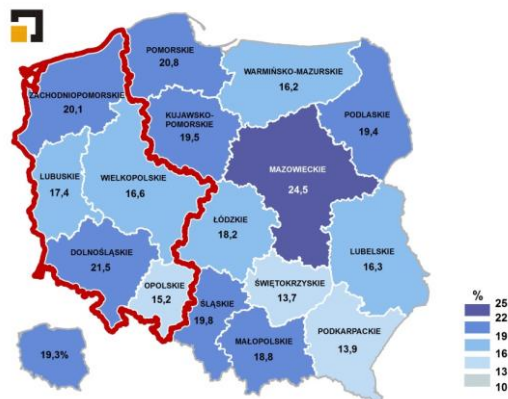 POMORSKIE
20,8
WARMIŃSKO-MAZURSKIE
16,2
ZACHODNIOPOMORSKIE
20,1
KUJAWSKO-
POMORSKIE
19,5
PODLASKIE
19,4
MAZOWIECKIE
24,5
LUBUSKIE
17,4
WIELKOPOLSKIE
16,6
ŁÓDZKIE
18,2
LUBELSKIE
16,3
DOLNOŚLĄSKIE
21,5
OPOLSKIE
15,2
ŚLĄSKIE
19,8
ŚWIĘTOKRZYSKIE
13,7
MAŁOPOLSKIE
18,8
PODKARPACKIE
13,9
19,3%
%
25
22
19
16
13
10